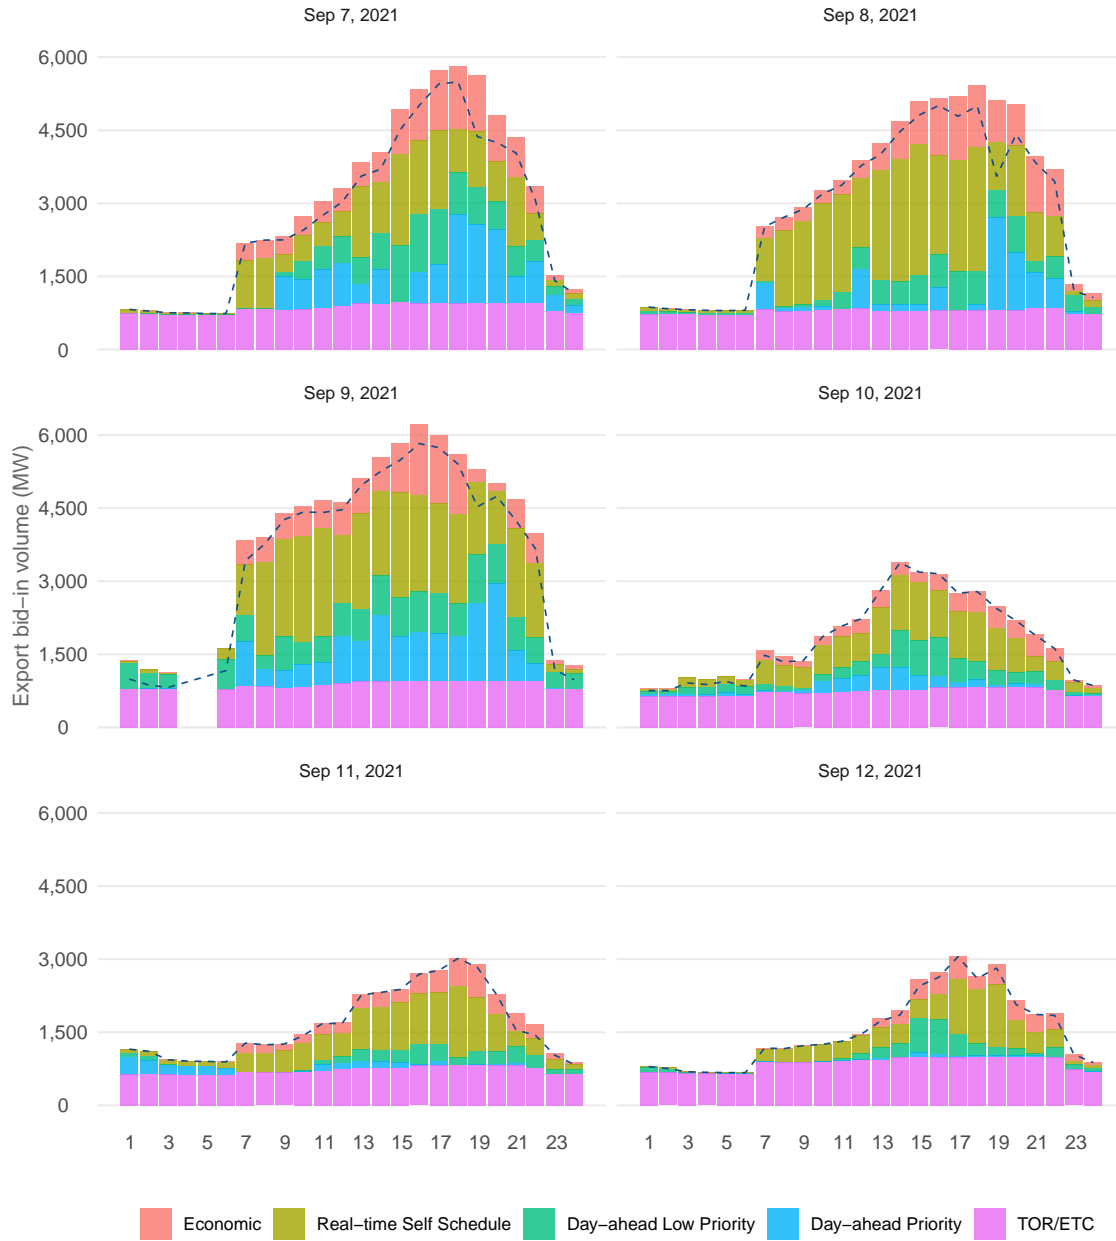 Sep 7, 2021
Sep 8, 2021
6,000
4,500
3,000
1,500
0
Sep 9, 2021
Sep 10, 2021
6,000
4,500
3,000
1,500
0
Export bid−in volume (MW)
Sep 11, 2021
Sep 12, 2021
6,000
4,500
3,000
1,500
0
1 3 5 7 9 11 13 15 17 19 21 23
1 3 5 7 9 11 13 15 17 19 21 23
Economic
Real−time Self Schedule
Day−ahead Low Priority
Day−ahead Priority
TOR/ETC